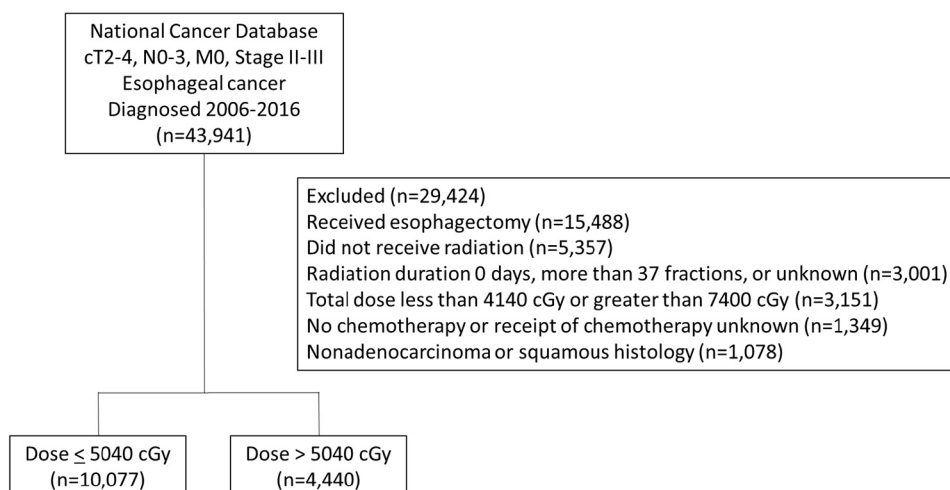 National Cancer Database
cT2-4, N0-3, M0, Stage II-III
Esophageal cancer
Diagnosed 2006-2016
(n=43,941)
Excluded (n=29,424)
Received esophagectomy (n=15,488)
Did not receive radiation (n=5,357)
Radiation duration 0 days, more than 37 fractions, or unknown (n=3,001)
Total dose less than 4140 cGy or greater than 7400 cGy (n=3,151)
No chemotherapy or receipt of chemotherapy unknown (n=1,349)
Nonadenocarcinoma or squamous histology (n=1,078)
Dose ≤ 5040 cGy
(n=10,077)
Dose > 5040 cGy
(n=4,440)